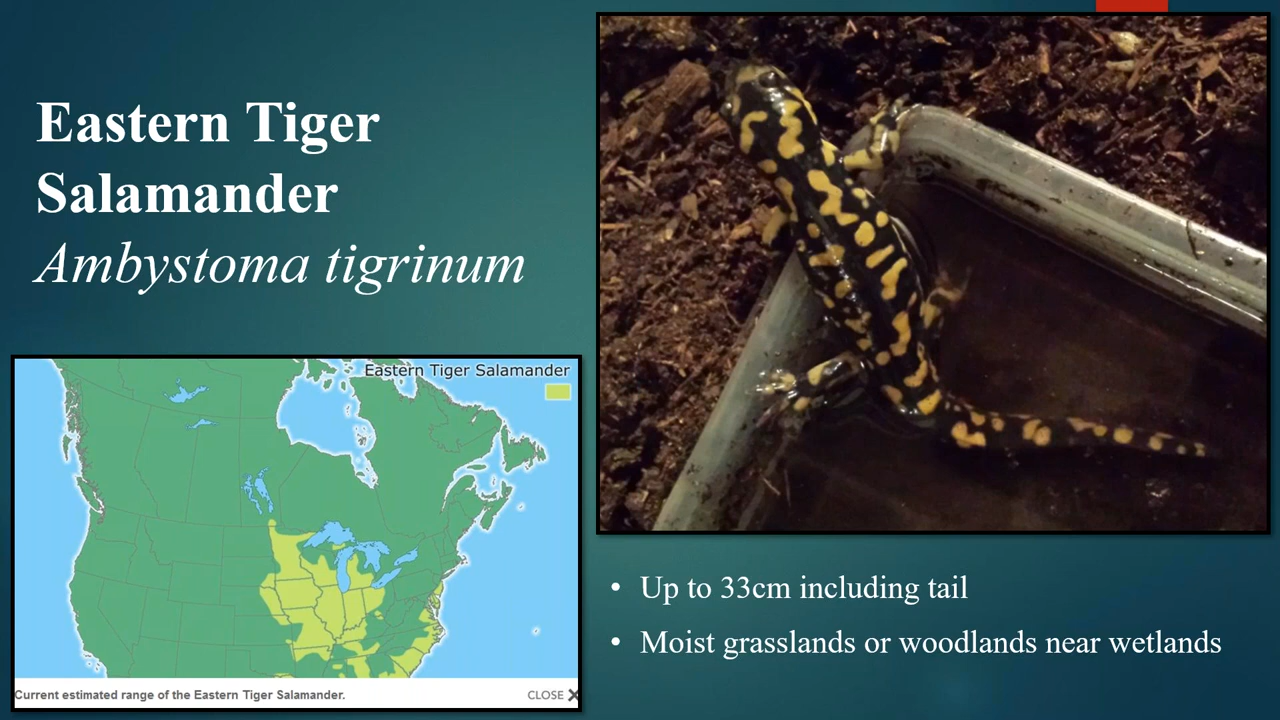 Eastern Tiger
Salamander
Ambystoma tigrinum
Eastern Tiger Salamander
Current estimated range of the Eastern Tiger Salamander.
CLOSE X
• Up to 33cm including tail
• Moist grasslands or woodlands near wetlands